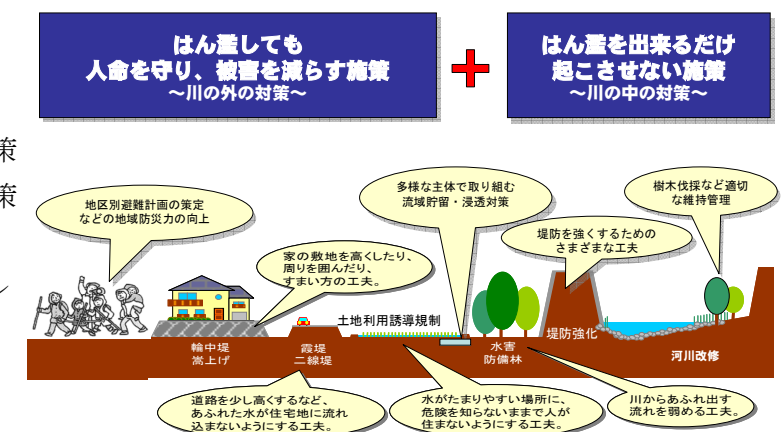 はん濫しても
人命を守り、被害を減らす施策
～川の外の対策～
はん濫を出来るだけ
起こさせない施策
～川の中の対策～
策
策
地区別避難計画の策定
などの地域防災力の向上
家の敷地を高くしたり、
周りを囲んだり、
すまい方の工夫。
多様な主体で取り組む
流域貯留・浸透対策
堤防を強くするための
さまざまな工夫
樹木伐採など適切
な維持管理
土地利用誘導規制
輪中堤
嵩上げ
霞堤
二線堤
水害
防備林
堤防強化
河川改修
道路を少し高くするなど、
あふれた水が住宅地に流れ
込まないようにする工夫。
水がたまりやすい場所に、
危険を知らないままで人が
住まないようにする工夫。
川からあふれ出す
流れを弱める工夫。